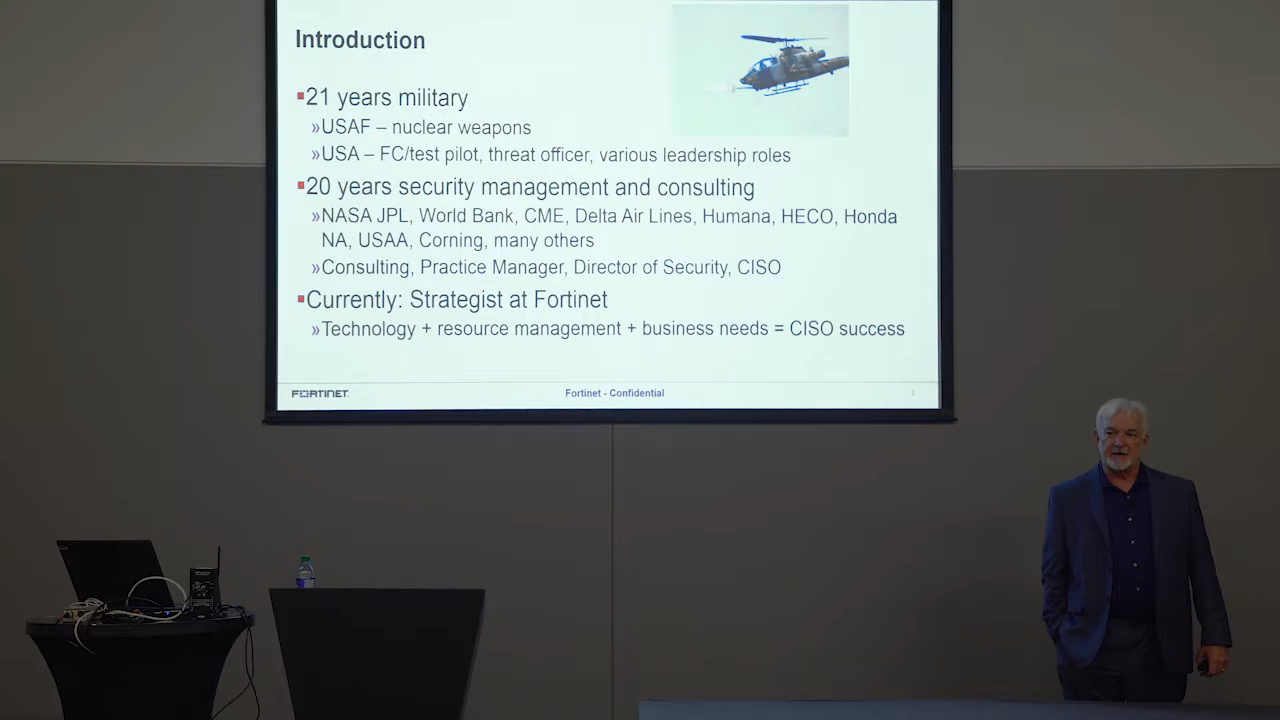 Introduction
21 years military
»USAF – nuclear weapons
»USA – FC/test pilot, threat officer, various leadership roles
20 years security management and consulting
»NASA JPL, World Bank, CME, Delta Air Lines, Humana, HECO, Honda
NA, USAA, Corning, many others
»Consulting, Practice Manager, Director of Security, CISO
Currently: Strategist at Fortinet
»Technology + resource management + business needs = CISO success
FORTINET
Fortinet - Confidential
2